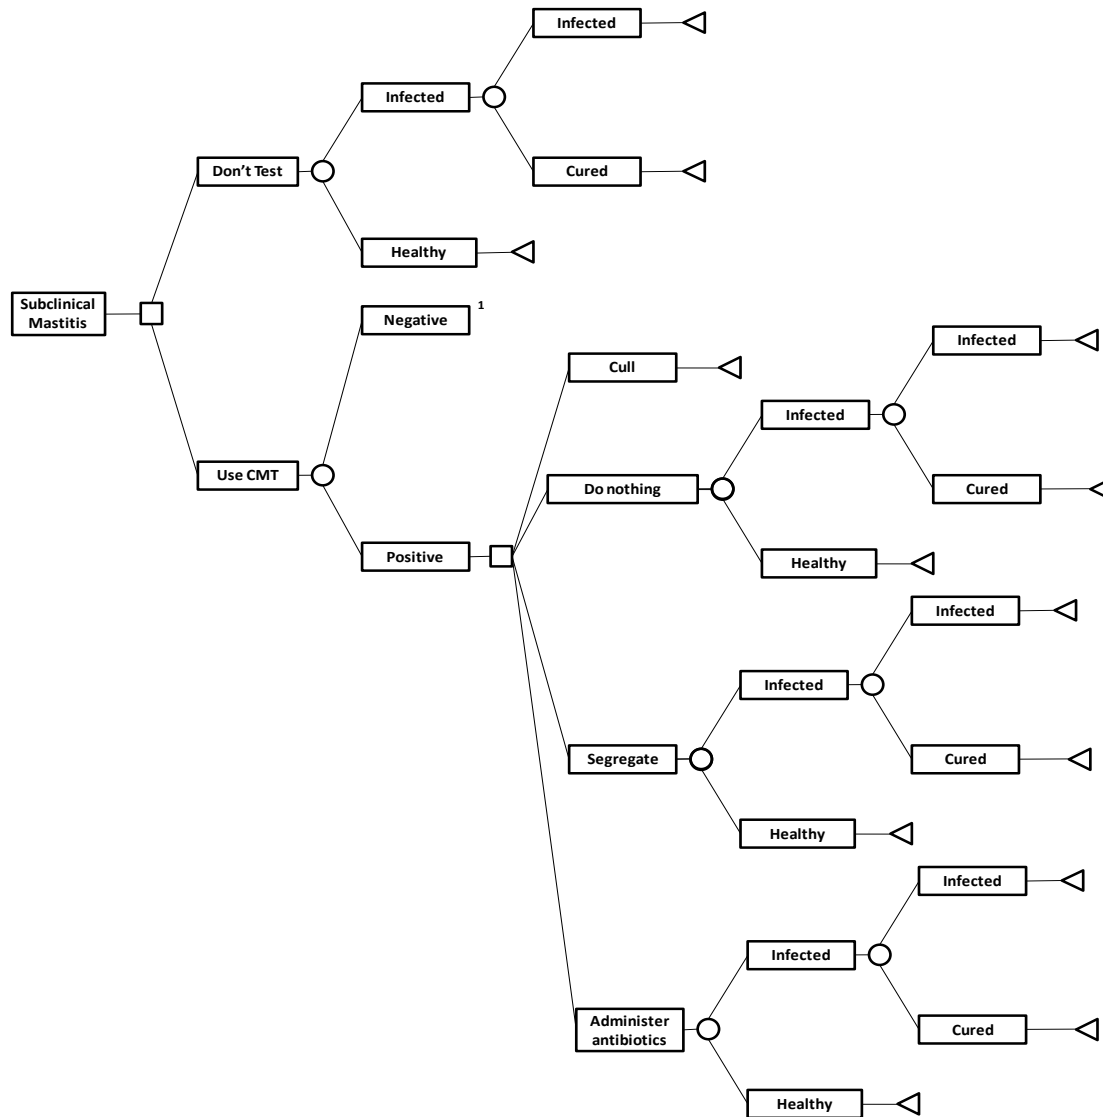 Infected
Infected
Don't Test
Cured
Healthy
Subclinical
Mastitis
Negative 1
Infected
Cull
Infected
Use CMT
Do nothing
Cured
Positive
Healthy
Infected
Infected
Segregate
Cured
Healthy
Infected
Infected
Administer
antibiotics
Cured
Healthy